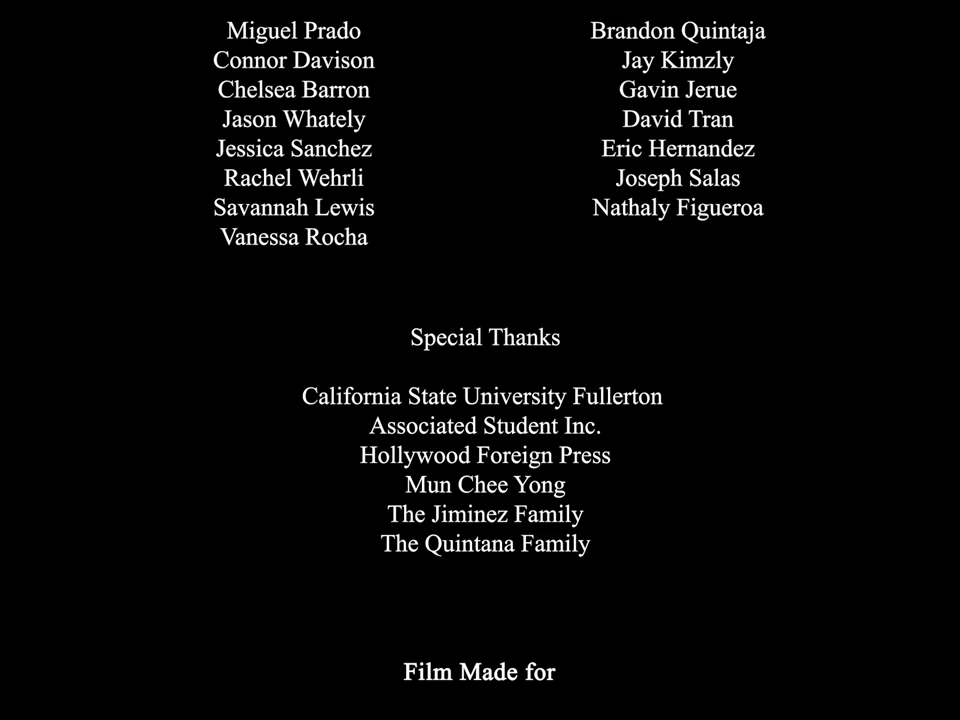 Miguel Prado
Connor Davison
Chelsea Barron
Jason Whately
Jessica Sanchez
Rachel Wehrli
Savannah Lewis
Vanessa Rocha
Brandon Quintaja
Jay Kimzly
Gavin Jerue
David Tran
Eric Hernandez
Joseph Salas
Nathaly Figueroa
Special Thanks
California State University Fullerton
Associated Student Inc.
Hollywood Foreign Press
Mun Chee Yong
The Jiminez Family
The Quintana Family
Film Made for